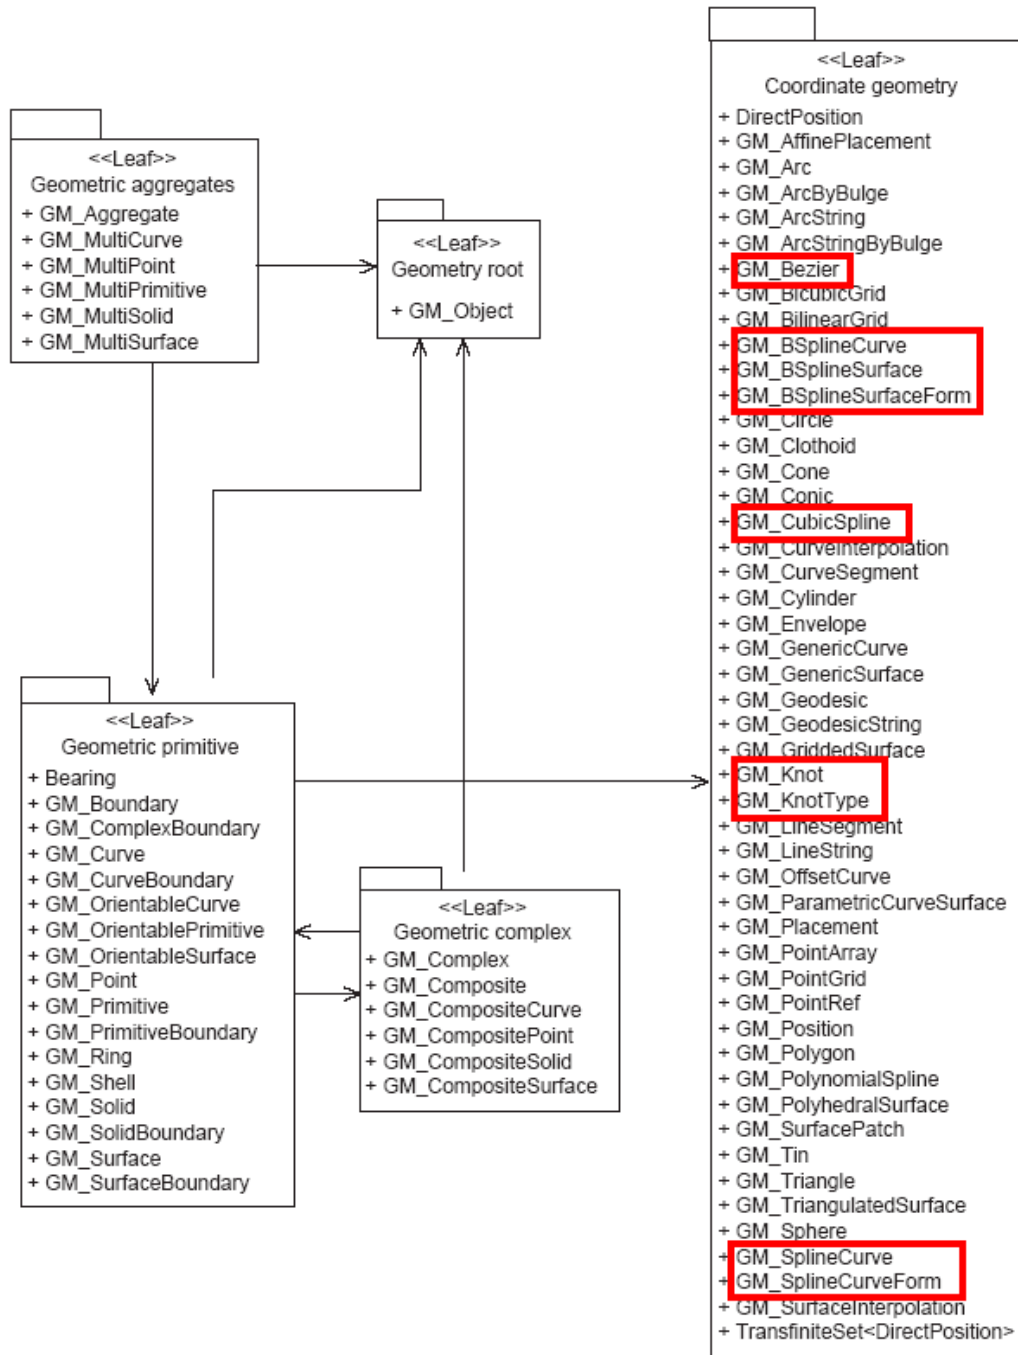 <<Leaf>>
Geometric aggregates
+ GM_Aggregate
+ GM_MultiCurve
+ GM_MultiPoint
+ GM_MultiPrimitive
+ GM_MultiSolid
+ GM_MultiSurface
<<Leaf>>
Geometry root
+ GM_Object
<<Leaf>>
Geometric primitive
+ Bearing
+ GM_Boundary
+ GM_ComplexBoundary
+ GM_Curve
+ GM_CurveBoundary
+ GM_OrientableCurve
+ GM_OrientablePrimitive
+ GM_OrientableSurface
+ GM_Point
+ GM_Primitive
+ GM_PrimitiveBoundary
+ GM_Ring
+ GM_Shell
+ GM_Solid
+ GM_SolidBoundary
+ GM_Surface
+ GM_SurfaceBoundary
<<Leaf>>
Geometric complex
+ GM_Complex
+ GM_Composite
+ GM_CompositeCurve
+ GM_CompositePoint
+ GM_CompositeSolid
+ GM_CompositeSurface
<<Leaf>>
Coordinate geometry
+ DirectPosition
+ GM_AffinePlacement
+ GM_Arc
+ GM_ArcByBulge
+ GM_ArcString
+ GM_ArcStringByBulge
+ GM_Bezier
+ GM_BicubicGrid
+ GM_BilinearGrid
+ GM_BSplineCurve
+ GM_BSplineSurface
+ GM_BSplineSurfaceForm
+ GM_Circle
+ GM_Clothoid
+ GM_Cone
+ GM_Conic
+ GM_CubicSpline
+ GM_CurveInterpolation
+ GM_CurveSegment
+ GM_Cylinder
+ GM_Envelope
+ GM_GenericCurve
+ GM_GenericSurface
+ GM_Geodesic
+ GM_GeodesicString
+ GM_GriddedSurface
+ GM_Knot
+ GM_KnotType
+ GM_LineSegment
+ GM_LineString
+ GM_OffsetCurve
+ GM_ParametricCurveSurface
+ GM_Placement
+ GM_PointArray
+ GM_PointGrid
+ GM_PointRef
+ GM_Position
+ GM_Polygon
+ GM_PolynomialSpline
+ GM_PolyhedralSurface
+ GM_SurfacePatch
+ GM_Tin
+ GM_Triangle
+ GM_TriangulatedSurface
+ GM_Sphere
+ GM_SplineCurve
+ GM_SplineCurveForm
+ GM_SurfaceInterpolation
+ TransfiniteSet<DirectPosition>